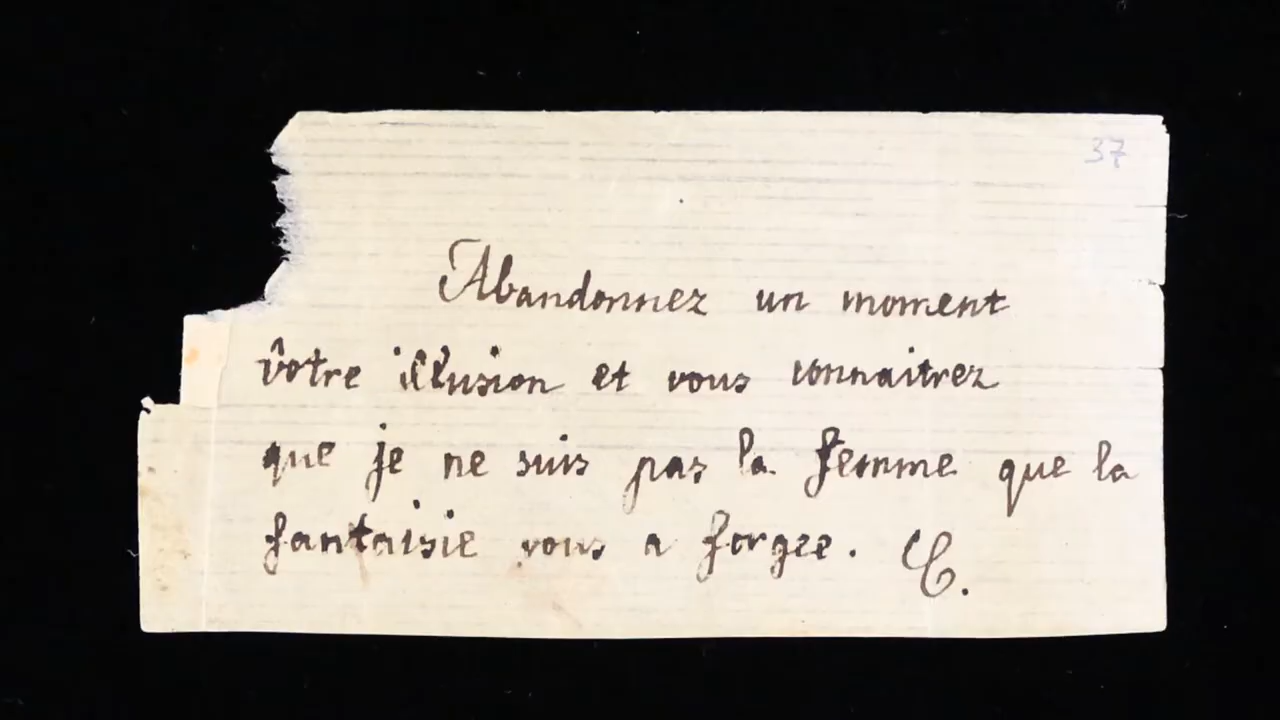 37
Abandonnez un moment
vôtre illusion et vous connaitrez
que je ne suis pas la femme que la
fantaisie vous a forgee. C.